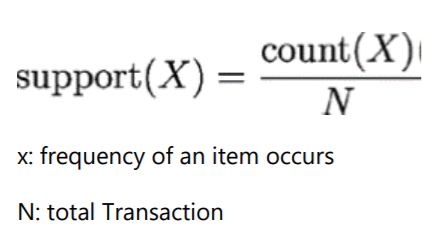 support(X) = count(X) / N
x: frequency of an item occurs
N: total Transaction